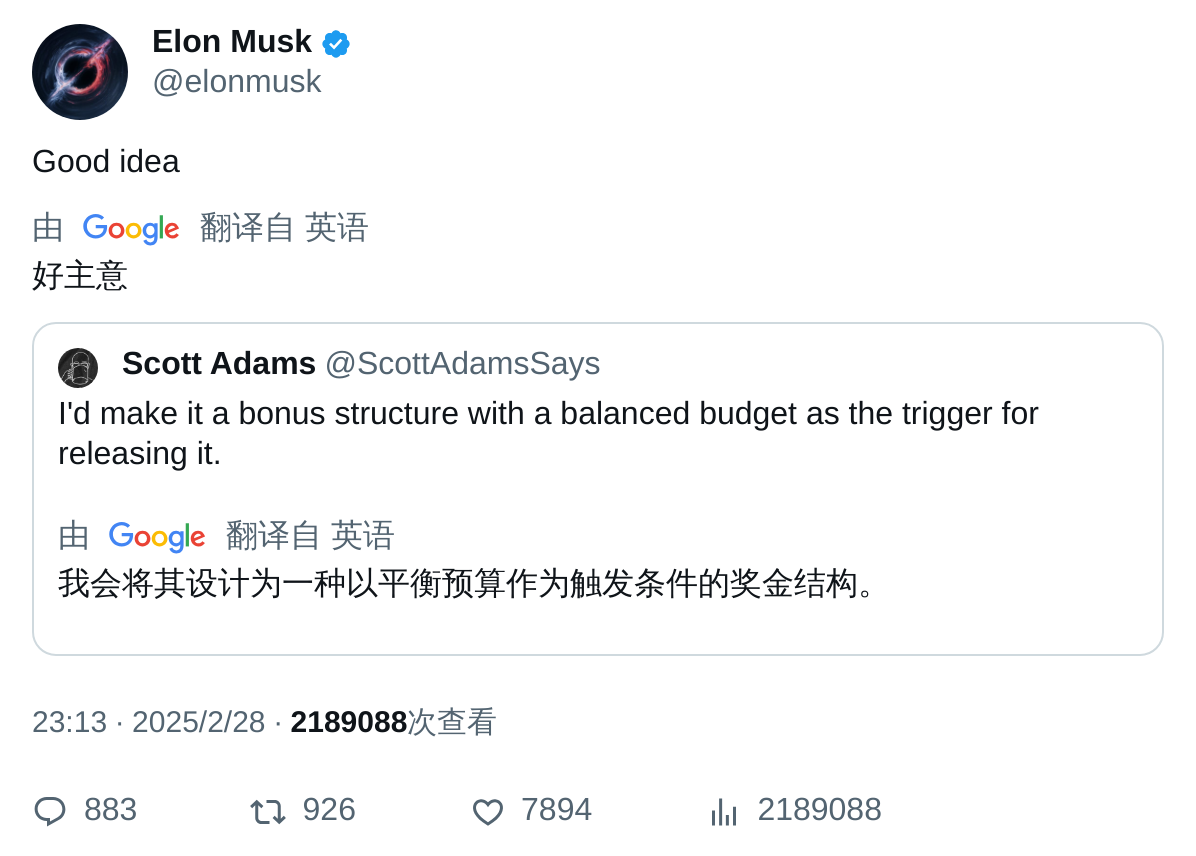 Elon Musk
@elonmusk
Good idea
由 Google 翻译自 英语
好主意
Scott Adams @ScottAdamsSays
I'd make it a bonus structure with a balanced budget as the trigger for
releasing it.
由 Google 翻译自 英语
我会将其设计为一种以平衡预算作为触发条件的奖金结构。
23:13 · 2025/2/28 · 2189088次查看
883 926 7894 2189088